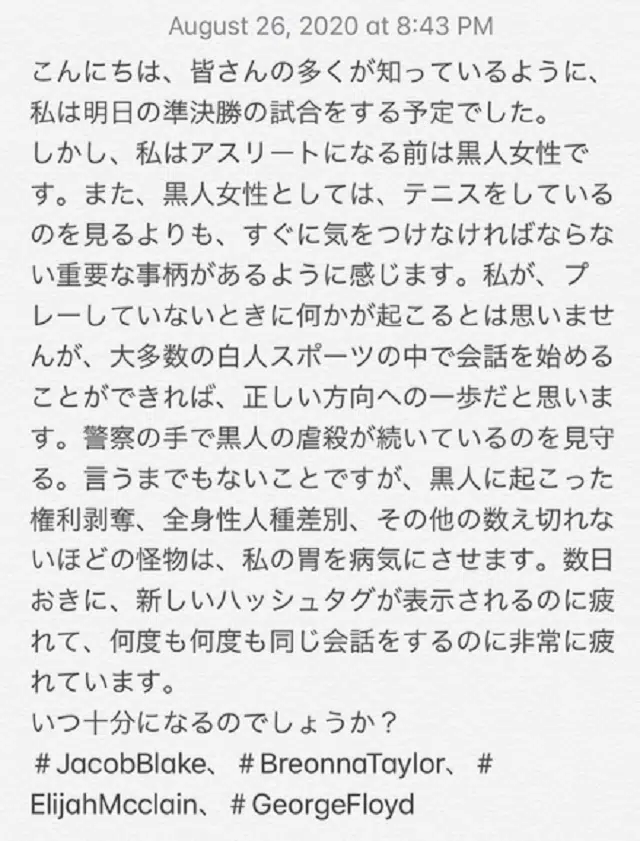 August 26, 2020 at 8:43 PM
こんにちは、皆さんの多くが知っているように、
私は明日の準決勝の試合をする予定でした。
しかし、私はアスリートになる前は黒人女性で
す。また、黒人女性としては、テニスをしている
のを見るよりも、すぐに気をつけなければならな
い重要な事柄があるように感じます。私が、プ
レーしていないときに何かが起こるとは思いませ
んが、大多数の白人スポーツの中で会話を始める
ことができれば、正しい方向への一歩だと思いま
す。警察の手で黒人の虐殺が続いているのを見守
る。言うまでもないことですが、黒人に起こった
権利剥奪、全身性人種差別、その他の数え切れな
いほどの怪物は、私の胃を病気にさせます。数日
おきに、新しいハッシュタグが表示されるのに疲
れて、何度も何度も同じ会話をするのに非常に疲
れています。
いつ十分になるのでしょうか？
＃JacobBlake、＃BreonnaTaylor、＃
ElijahMcclain、＃GeorgeFloyd